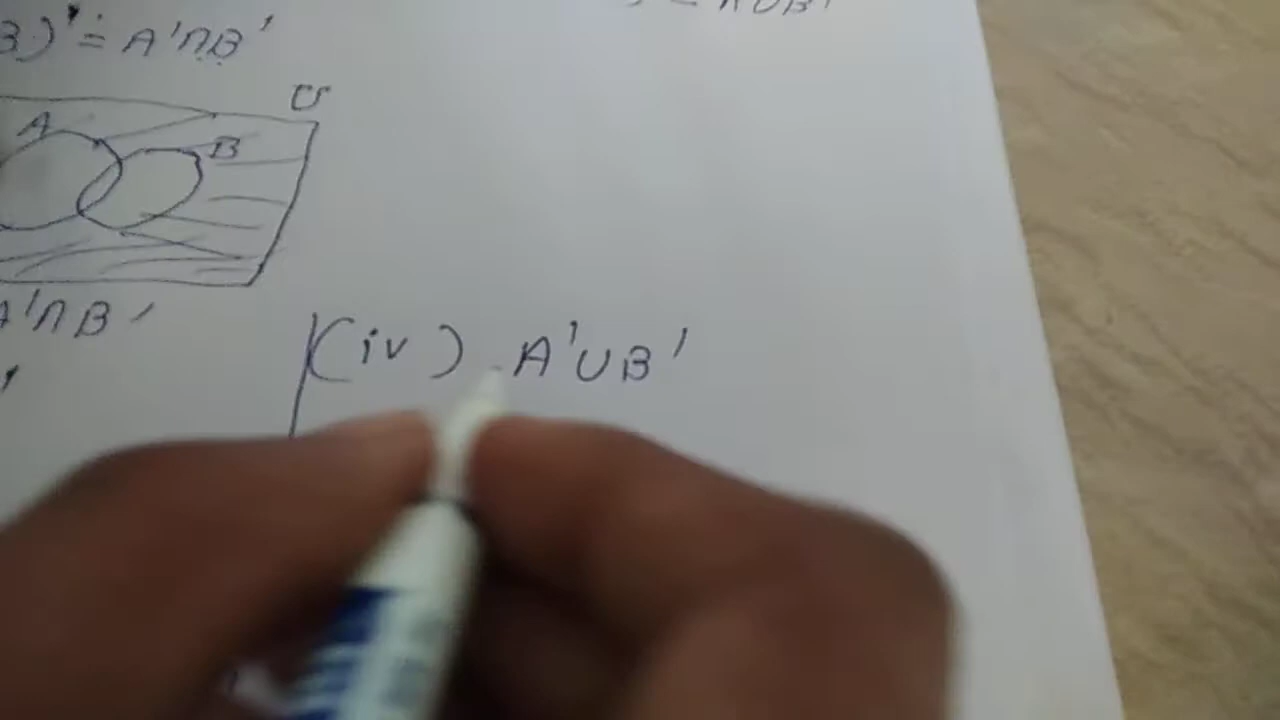 B)' = A'∩B'
U
A
B
A'∩B'
(iv) A'∪B'